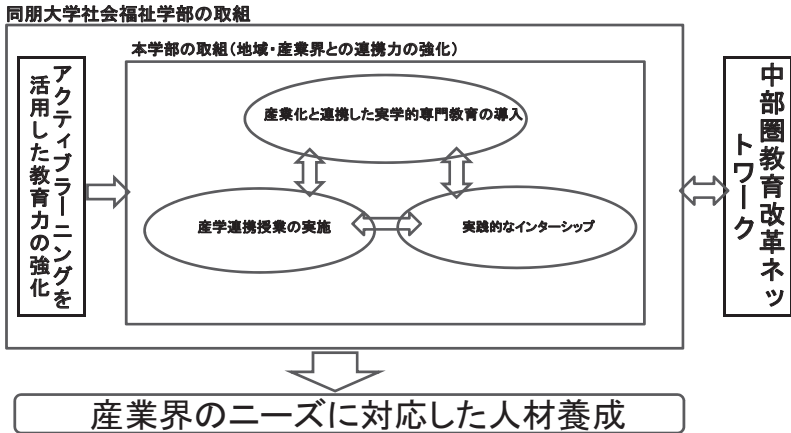 同朋大学社会福祉学部の取組
本学部の取組(地域・産業界との連携力の強化)
アクティブラーニングを
活用した教育力の強化
産業化と連携した実学的専門教育の導入
産学連携授業の実施
実践的なインターシップ
中部圏教育改革ネッ
トワーク
産業界のニーズに対応した人材養成